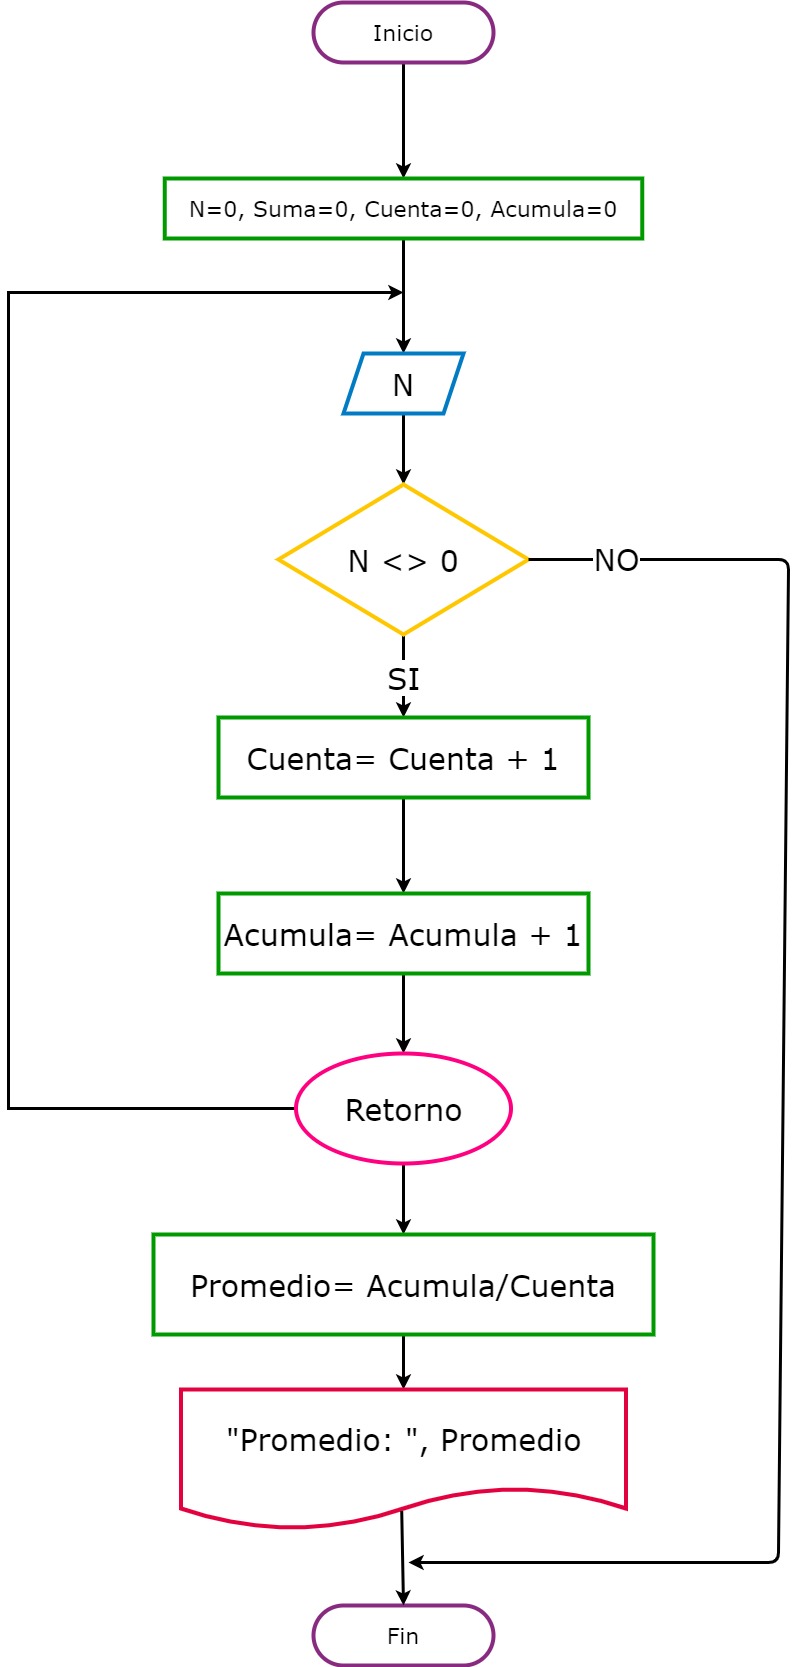 Inicio
N=0, Suma=0, Cuenta=0, Acumula=0
N
N <> 0
NO
SI
Cuenta= Cuenta + 1
Acumula= Acumula + 1
Retorno
Promedio= Acumula/Cuenta
"Promedio: ", Promedio
Fin